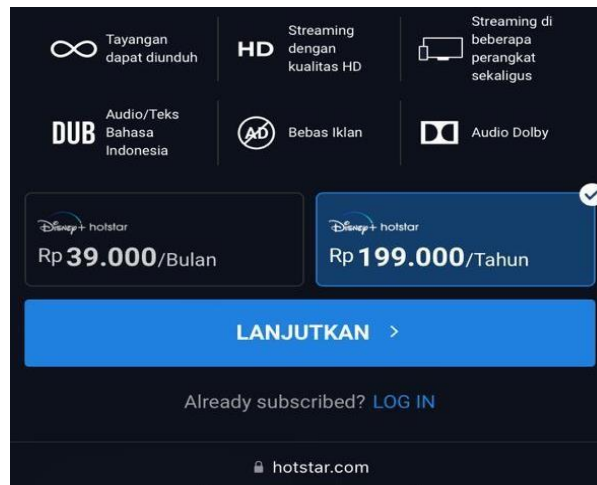 Tayangan
dapat diunduh
HD
Streaming
dengan
kualitas HD
Streaming di
beberapa
perangkat
sekaligus
DUB
Audio/Teks
Bahasa
Indonesia
AD
Bebas Iklan
Audio Dolby
Disney+ hotstar
Rp 39.000/Bulan
Disney+ hotstar
Rp 199.000/Tahun
LANJUTKAN >
Already subscribed? LOG IN
hotstar.com